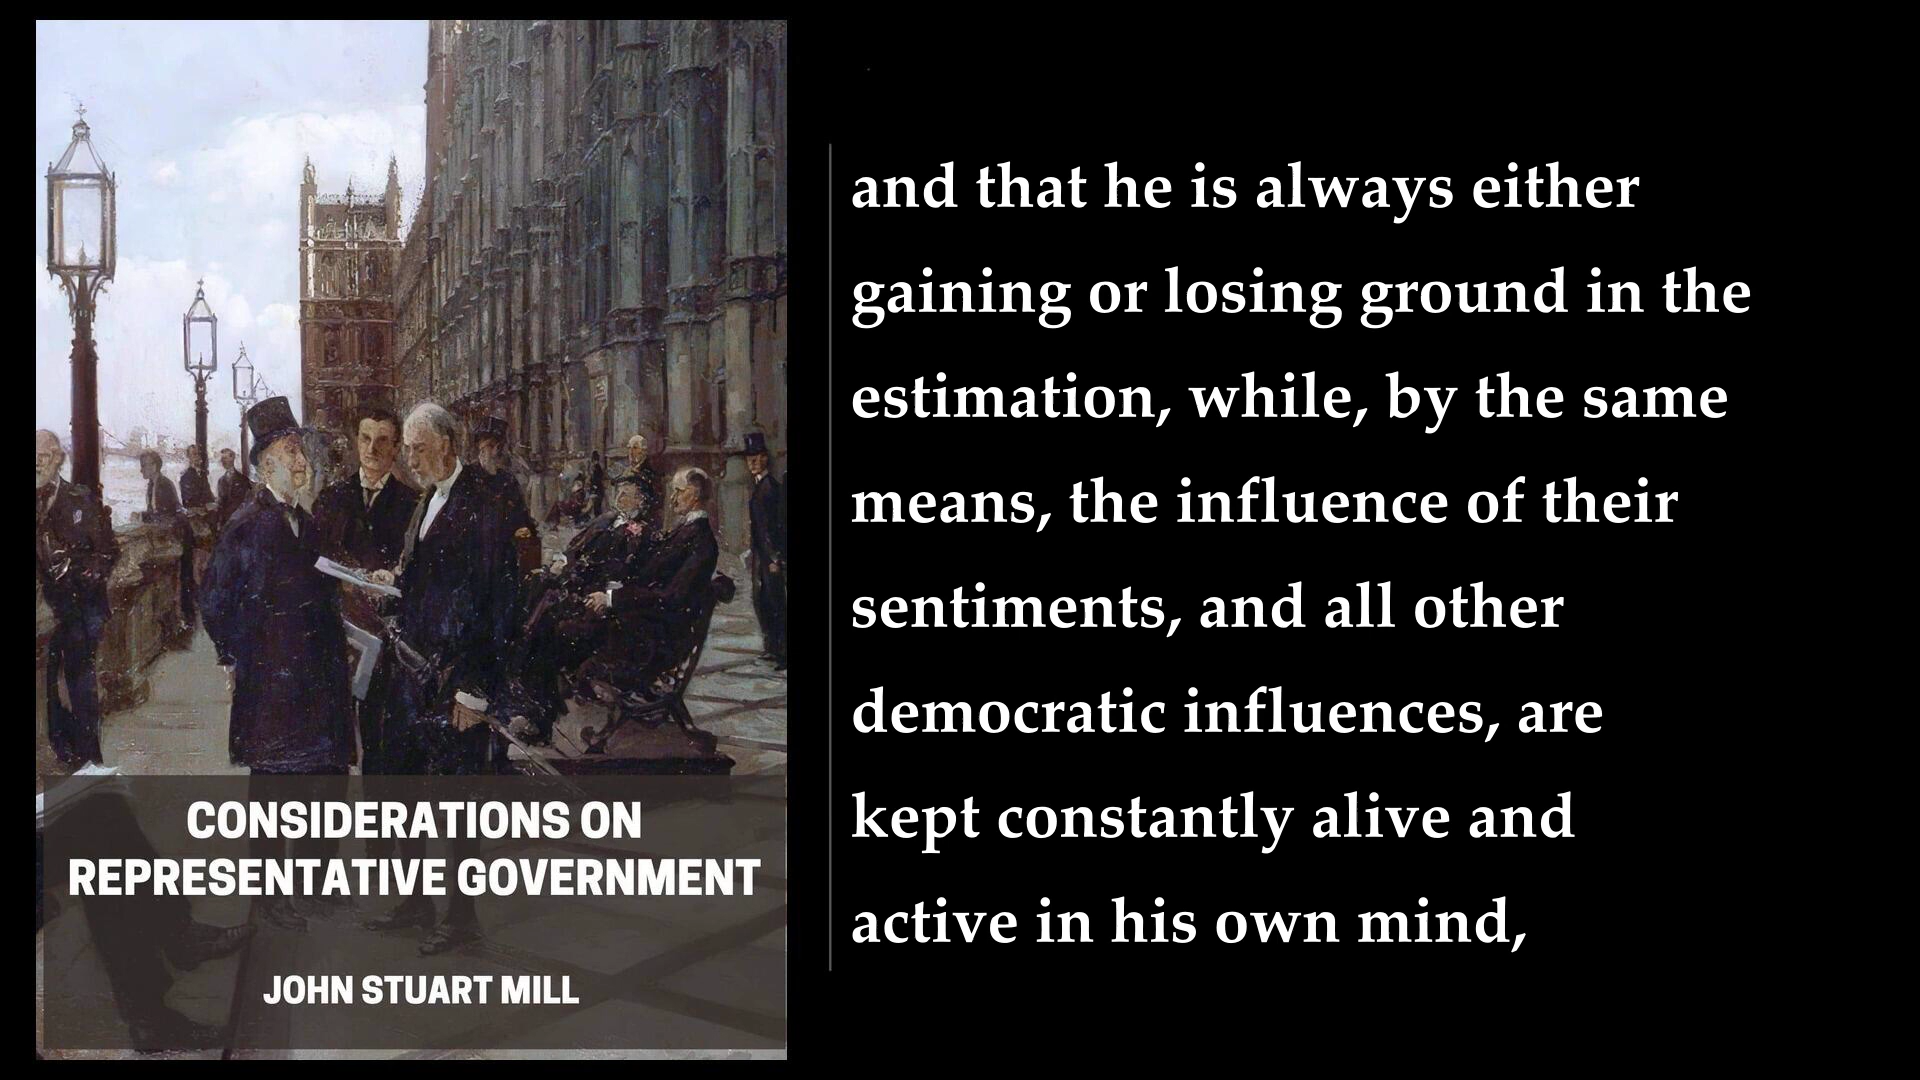 CONSIDERATIONS ON
REPRESENTATIVE GOVERNMENT
JOHN STUART MILL
and that he is always either
gaining or losing ground in the
estimation, while, by the same
means, the influence of their
sentiments, and all other
democratic influences, are
kept constantly alive and
active in his own mind,